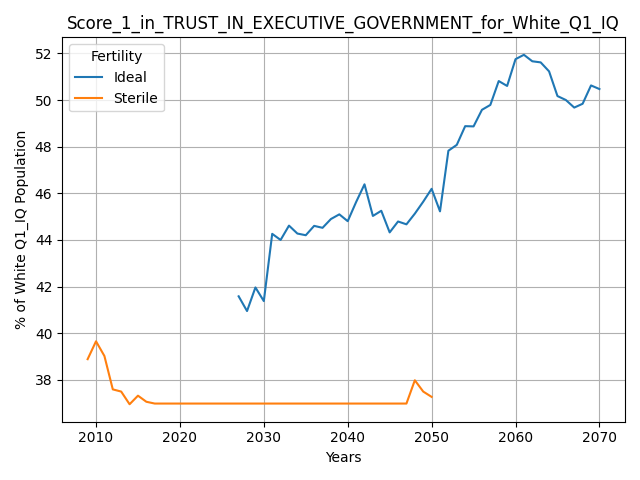 Score_1_in_TRUST_IN_EXECUTIVE_GOVERNMENT_for_White_Q1_IQ
Fertility
Ideal
Sterile
% of White Q1_IQ Population
52
50
48
46
44
42
40
38
2010
2020
2030
2040
2050
2060
2070
Years